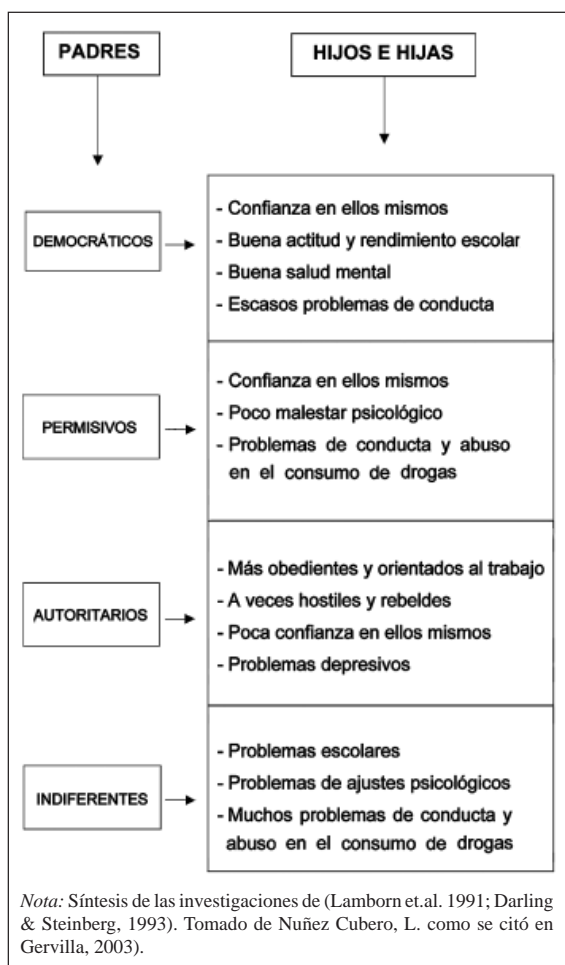 PADRES
HIJOS E HIJAS
DEMOCRÁTICOS
- Confianza en ellos mismos
- Buena actitud y rendimiento escolar
- Buena salud mental
- Escasos problemas de conducta
PERMISIVOS
- Confianza en ellos mismos
- Poco malestar psicológico
- Problemas de conducta y abuso
en el consumo de drogas
AUTORITARIOS
- Más obedientes y orientados al trabajo
- A veces hostiles y rebeldes
- Poca confianza en ellos mismos
- Problemas depresivos
INDIFERENTES
- Problemas escolares
- Problemas de ajustes psicológicos
- Muchos problemas de conducta y
abuso en el consumo de drogas
Nota: Síntesis de las investigaciones de (Lamborn et.al. 1991; Darling
& Steinberg, 1993). Tomado de Nuñez Cubero, L. como se citó en
Gervilla, 2003).